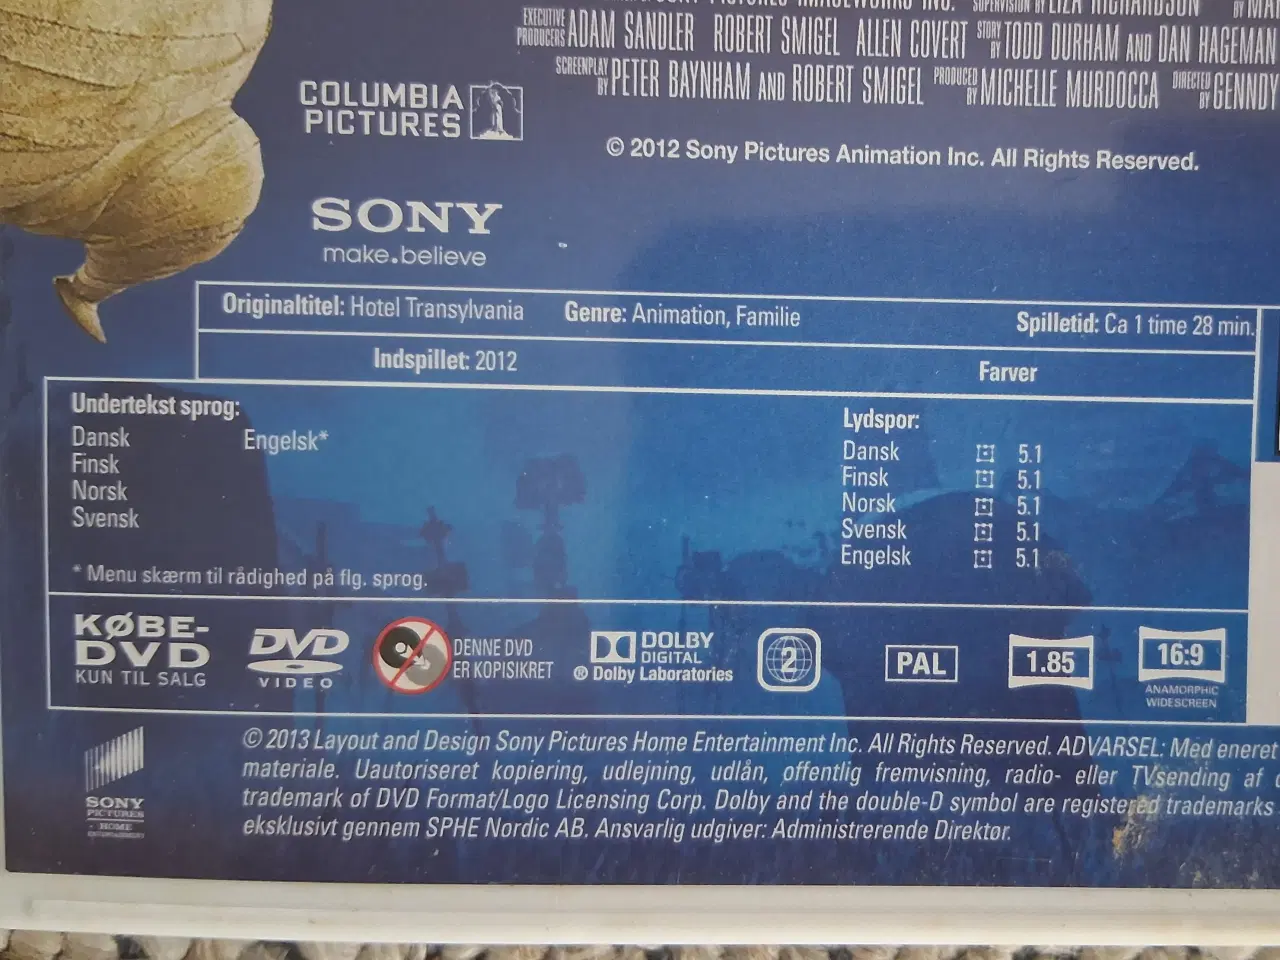 SUPERVISION BY LIZA RICHARDSON BY
EXECUTIVE PRODUCERS ADAM SANDLER ROBERT SMIGEL ALLEN COVERT STORY BY TODD DURHAM AND DAN HAGEMAN
SCREENPLAY BY PETER BAYNHAM AND ROBERT SMIGEL PRODUCED BY MICHELLE MURDOCCA DIRECTED BY GENNDY
COLUMBIA
PICTURES
© 2012 Sony Pictures Animation Inc. All Rights Reserved.
SONY
make.believe
Originaltitel: Hotel Transylvania Genre: Animation, Familie Spilletid: Ca 1 time 28 min.
Indspillet: 2012 Farver
Undertekst sprog:
Dansk Engelsk*
Finsk
Norsk
Svensk
* Menu skærm til rådighed på flg. sprog.
Lydspor:
Dansk 5.1
Finsk 5.1
Norsk 5.1
Svensk 5.1
Engelsk 5.1
KØBE-
DVD
KUN TIL SALG
DVD
VIDEO
DENNE DVD
ER KOPISIKRET
DOLBY
DIGITAL
® Dolby Laboratories
2
PAL
1.85
16:9
ANAMORPHIC
WIDESCREEN
SONY
PICTURES
HOME
ENTERTAINMENT
© 2013 Layout and Design Sony Pictures Home Entertainment Inc. All Rights Reserved. ADVARSEL: Med eneret
materiale. Uautoriseret kopiering, udlejning, udlån, offentlig fremvisning, radio- eller TVsending af
trademark of DVD Format/Logo Licensing Corp. Dolby and the double-D symbol are registered trademarks
eksklusivt gennem SPHE Nordic AB. Ansvarlig udgiver: Administrerende Direktør.